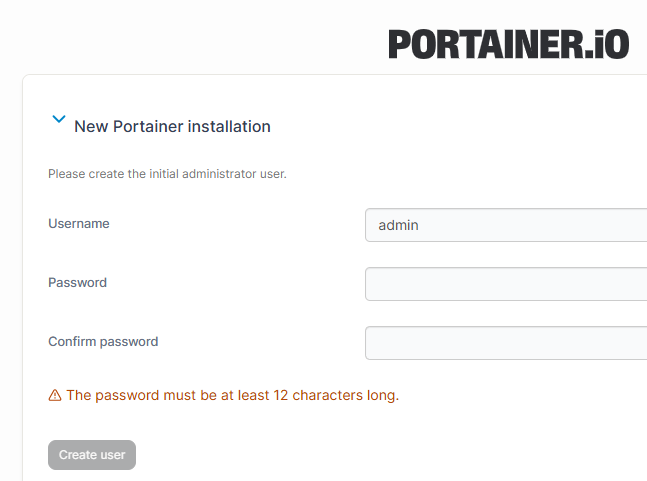 PORTAINER.iO
New Portainer installation
Please create the initial administrator user.
Username
admin
Password
Confirm password
The password must be at least 12 characters long.
Create user